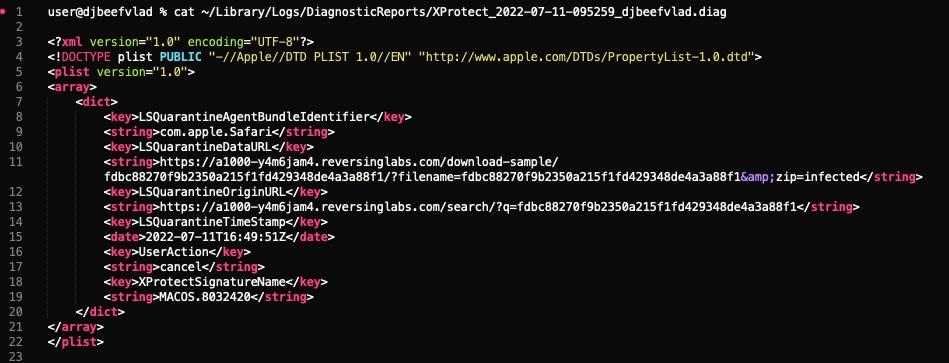 1 user@djbeefvlad % cat ~/Library/Logs/DiagnosticReports/XProtect_2022-07-11-095259_djbeefvlad.diag
2
3 <?xml version="1.0" encoding="UTF-8"?>
4 <!DOCTYPE plist PUBLIC "-//Apple//DTD PLIST 1.0//EN" "http://www.apple.com/DTDs/PropertyList-1.0.dtd">
5 <plist version="1.0">
6 <array>
7 <dict>
8 <key>LSQuarantineAgentBundleIdentifier</key>
9 <string>com.apple.Safari</string>
10 <key>LSQuarantineDataURL</key>
11 <string>https://a1000-y4m6jam4.reversinglabs.com/download-sample/
fdbc88270f9b2350a215f1fd429348de4a3a88f1/?filename=fdbc88270f9b2350a215f1fd429348de4a3a88f1&amp;zip=infected</string>
12 <key>LSQuarantineOriginURL</key>
13 <string>https://a1000-y4m6jam4.reversinglabs.com/search/?q=fdbc88270f9b2350a215f1fd429348de4a3a88f1</string>
14 <key>LSQuarantineTimeStamp</key>
15 <date>2022-07-11T16:49:51Z</date>
16 <key>UserAction</key>
17 <string>cancel</string>
18 <key>XProtectSignatureName</key>
19 <string>MACOS.8032420</string>
20 </dict>
21 </array>
22 </plist>
23